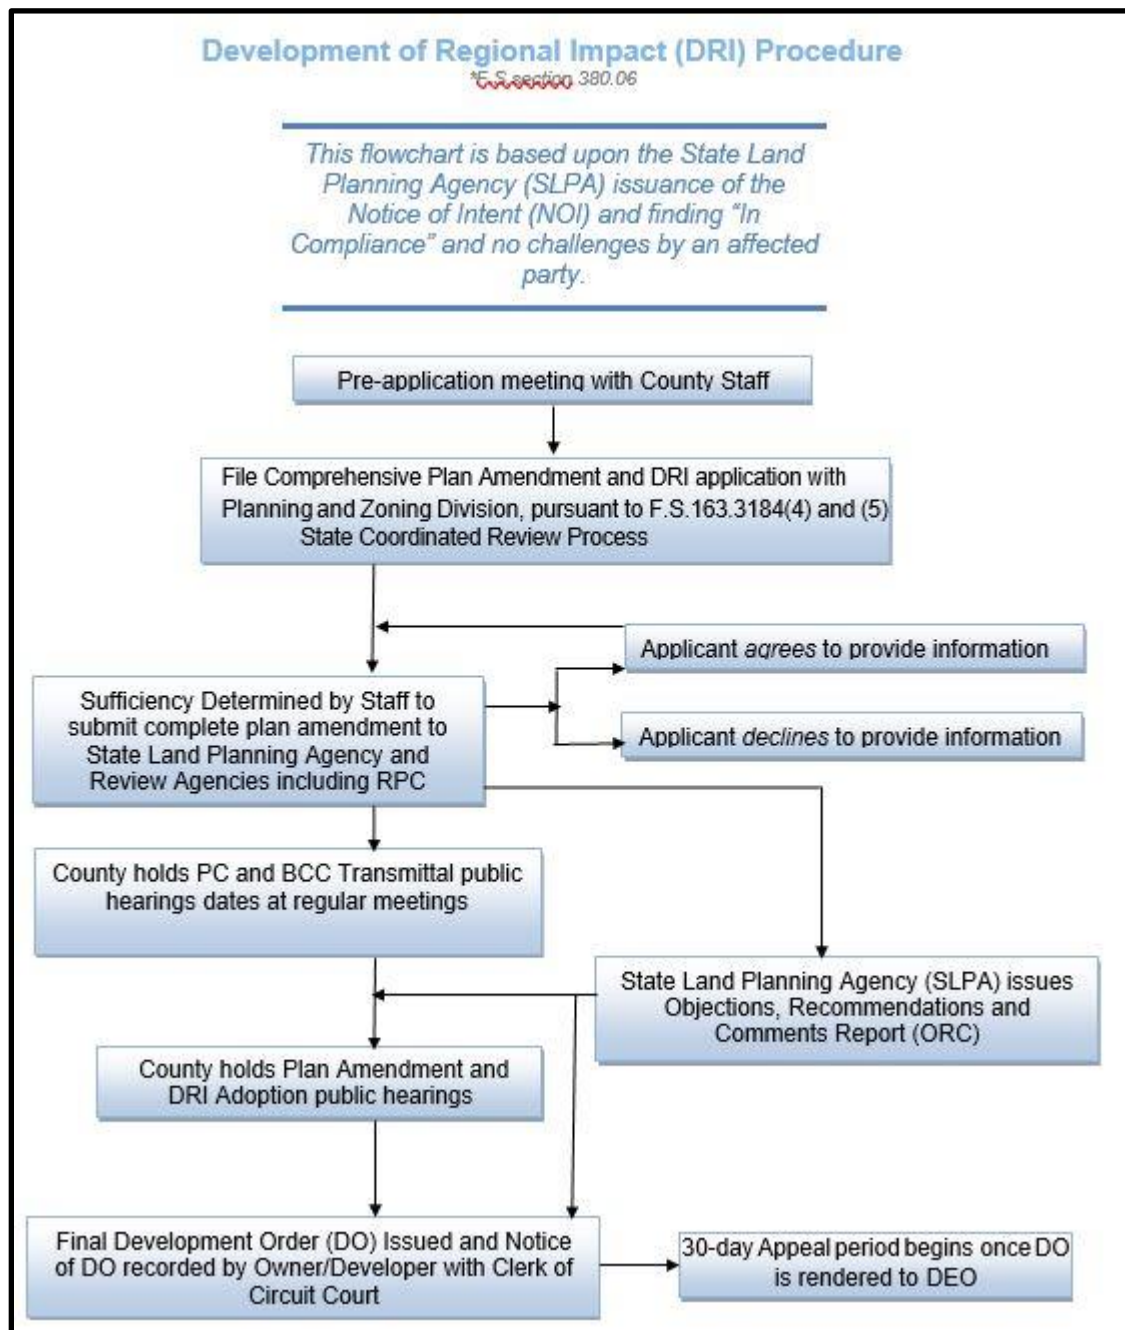 Development of Regional Impact (DRI) Procedure
*F.S.section 380.06
This flowchart is based upon the State Land
Planning Agency (SLPA) issuance of the
Notice of Intent (NOI) and finding “In
Compliance” and no challenges by an affected
party.
Pre-application meeting with County Staff
File Comprehensive Plan Amendment and DRI application with
Planning and Zoning Division, pursuant to F.S.163.3184(4) and (5)
State Coordinated Review Process
Applicant agrees to provide information
Sufficiency Determined by Staff to
submit complete plan amendment to
State Land Planning Agency and
Review Agencies including RPC
Applicant declines to provide information
County holds PC and BCC Transmittal public
hearings dates at regular meetings
State Land Planning Agency (SLPA) issues
Objections, Recommendations and
Comments Report (ORC)
County holds Plan Amendment and
DRI Adoption public hearings
Final Development Order (DO) Issued and Notice
of DO recorded by Owner/Developer with Clerk of
Circuit Court
30-day Appeal period begins once DO
is rendered to DEO